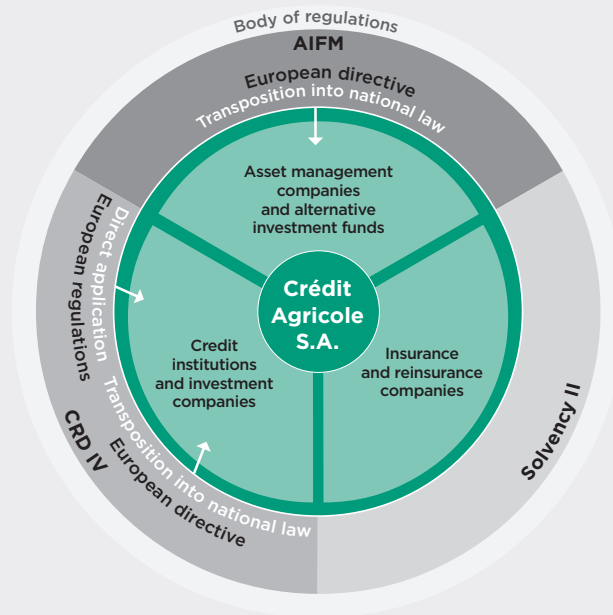 Body of regulations
AIFM
European directive
Transposition into national law
Asset management
companies
and alternative
investment funds
Crédit
Agricole
S.A.
Direct application
European regulations
Credit
institutions
and investment
companies
Insurance
and reinsurance
companies
CRD IV
Transposition into national law
European directive
Solvency II